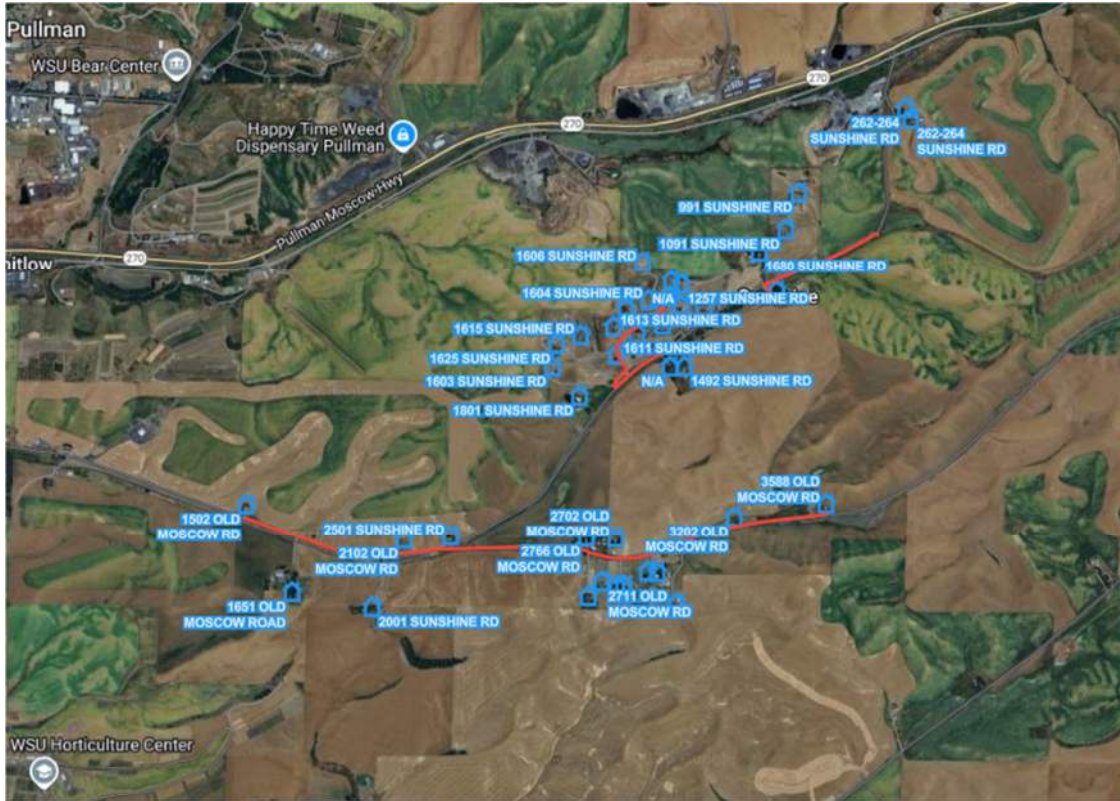 Pullman
WSU Bear Center
270
Happy Time Weed
Dispensary Pullman
270
262-264
SUNSHINE RD
262-264
SUNSHINE RD
Pullman-Moscow Hwy
991 SUNSHINE RD
1091 SUNSHINE RD
270
1606 SUNSHINE RD
1680 SUNSHINE RD
1604 SUNSHINE RD
N/A
1257 SUNSHINE RD
1613 SUNSHINE RD
1615 SUNSHINE RD
1611 SUNSHINE RD
1625 SUNSHINE RD
1603 SUNSHINE RD
N/A
1492 SUNSHINE RD
1801 SUNSHINE RD
3588 OLD
MOSCOW RD
1502 OLD
MOSCOW RD
2501 SUNSHINE RD
2702 OLD
MOSCOW RD
3202 OLD
MOSCOW RD
2102 OLD
MOSCOW RD
2766 OLD
MOSCOW RD
1651 OLD
MOSCOW ROAD
2001 SUNSHINE RD
2711 OLD
MOSCOW RD
WSU Horticulture Center